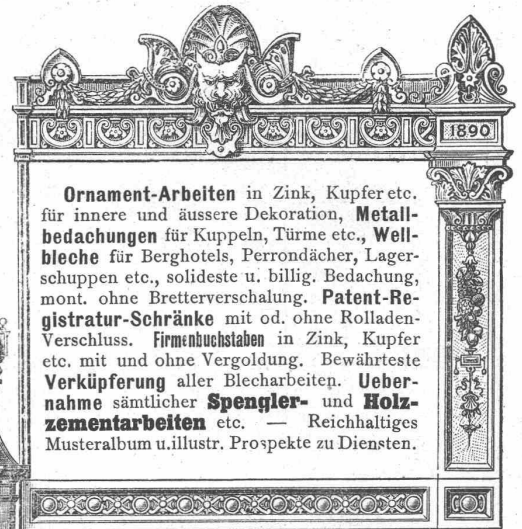 1890
Ornament-Arbeiten in Zink, Kupfer etc.
für innere und äussere Dekoration, Metall-
bedachungen für Kuppeln, Türme etc., Well-
bleche für Berghotels, Perrondächer, Lager-
schuppen etc., solideste u. billig. Bedachung,
mont. ohne Bretterverschalung. Patent-Re-
gistratur-Schränke mit od. ohne Rolladen-
Verschluss. Firmenbuchstaben in Zink, Kupfer
etc. mit und ohne Vergoldung. Bewährteste
Verküpferung aller Blecharbeiten. Ueber-
nahme sämtlicher Spengler- und Holz-
zementarbeiten etc. — Reichhaltiges
Musteralbum u. illustr. Prospekte zu Diensten.